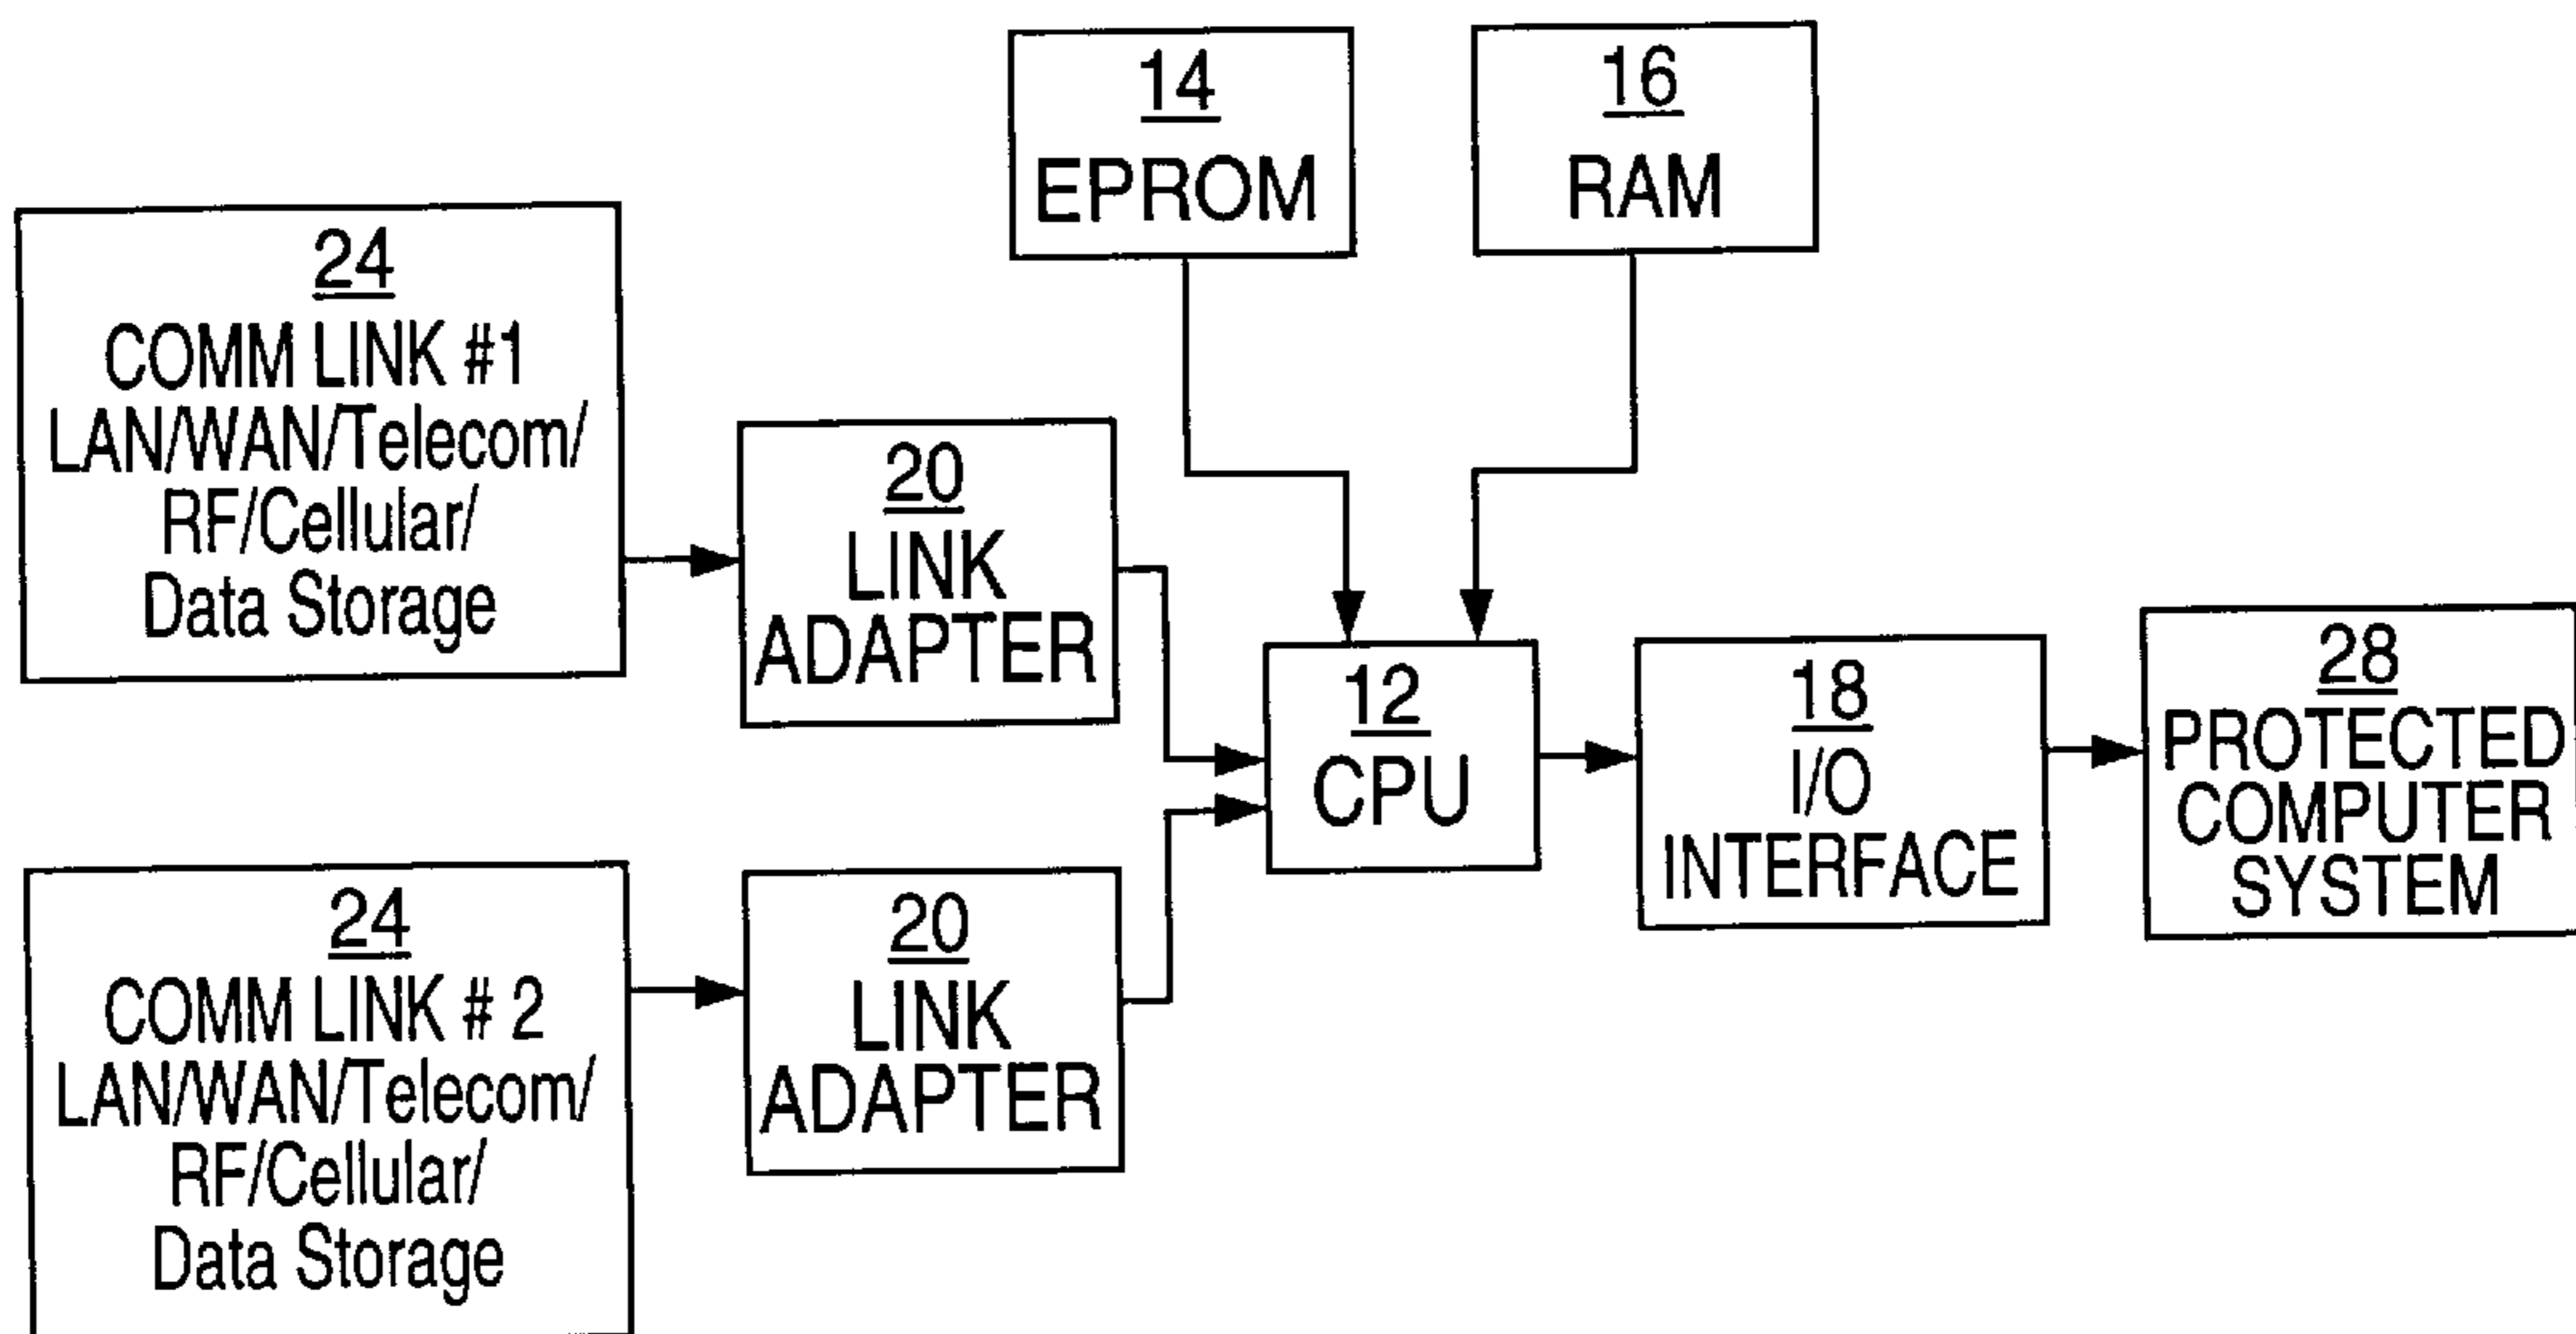 14
EPROM
16
RAM
24
COMM LINK #1
LAN/WAN/Telecom/
RF/Cellular/
Data Storage
20
LINK
ADAPTER
12
CPU
18
I/O
INTERFACE
28
PROTECTED
COMPUTER
SYSTEM
24
COMM LINK # 2
LAN/WAN/Telecom/
RF/Cellular/
Data Storage
20
LINK
ADAPTER